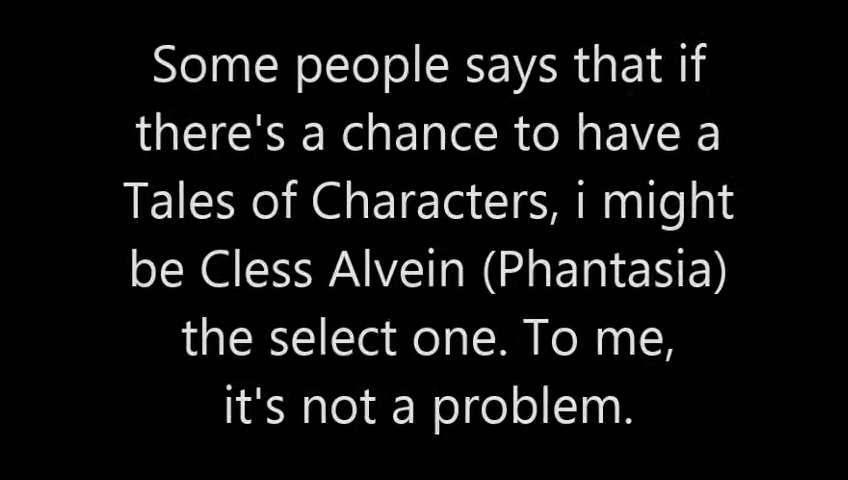 Some people says that if
there's a chance to have a
Tales of Characters, i might
be Cless Alvein (Phantasia)
the select one. To me,
it's not a problem.